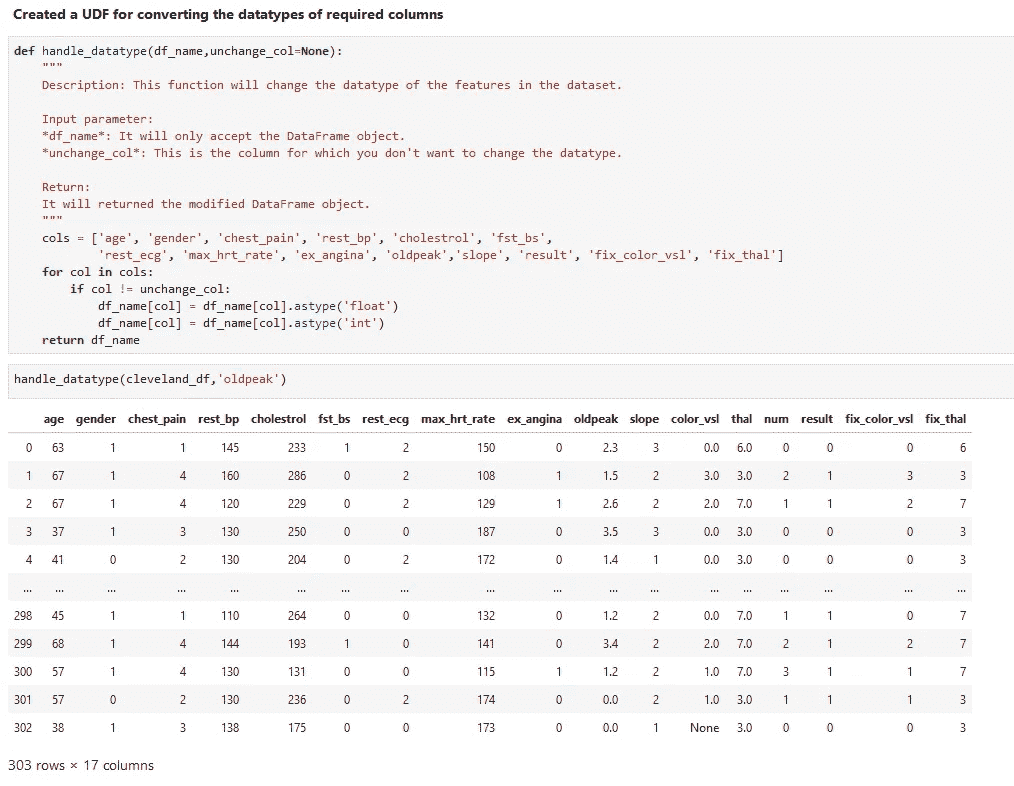 Created a UDF for converting the datatypes of required columns
def handle_datatype(df_name,unchange_col=None):
"""
Description: This function will change the datatype of the features in the dataset.
Input parameter:
*df_name*: It will only accept the DataFrame object.
*unchange_col*: This is the column for which you don't want to change the datatype.
Return:
It will returned the modified DataFrame object.
"""
cols = ['age', 'gender', 'chest_pain', 'rest_bp', 'cholestrol', 'fst_bs',
'rest_ecg', 'max_hrt_rate', 'ex_angina', 'oldpeak','slope', 'result', 'fix_color_vsl', 'fix_thal']
for col in cols:
if col != unchange_col:
df_name[col] = df_name[col].astype('float')
df_name[col] = df_name[col].astype('int')
return df_name
handle_datatype(cleveland_df,'oldpeak')
age gender chest_pain rest_bp cholestrol fst_bs rest_ecg max_hrt_rate ex_angina oldpeak slope color_vsl thal num result fix_color_vsl fix_thal
0 63 1 1 145 233 1 2 150 0 2.3 3 0.0 6.0 0 0 0 6
1 67 1 4 160 286 0 2 108 1 1.5 2 3.0 3.0 2 1 3 3
2 67 1 4 120 229 0 2 129 1 2.6 2 2.0 7.0 1 1 2 7
3 37 1 3 130 250 0 0 187 0 3.5 3 0.0 3.0 0 0 0 3
4 41 0 2 130 204 0 2 172 0 1.4 1 0.0 3.0 0 0 0 3
... ... ... ... ... ... ... ... ... ... ... ... ... ... ... ... ... ...
298 45 1 1 110 264 0 0 132 0 1.2 2 0.0 7.0 1 1 0 7
299 68 1 4 144 193 1 0 141 0 3.4 2 2.0 7.0 2 1 2 7
300 57 1 4 130 131 0 0 115 1 1.2 2 1.0 7.0 3 1 1 7
301 57 0 2 130 236 0 2 174 0 0.0 2 1.0 3.0 1 1 1 3
302 38 1 3 138 175 0 0 173 0 0.0 1 None 3.0 0 0 0 3
303 rows × 17 columns